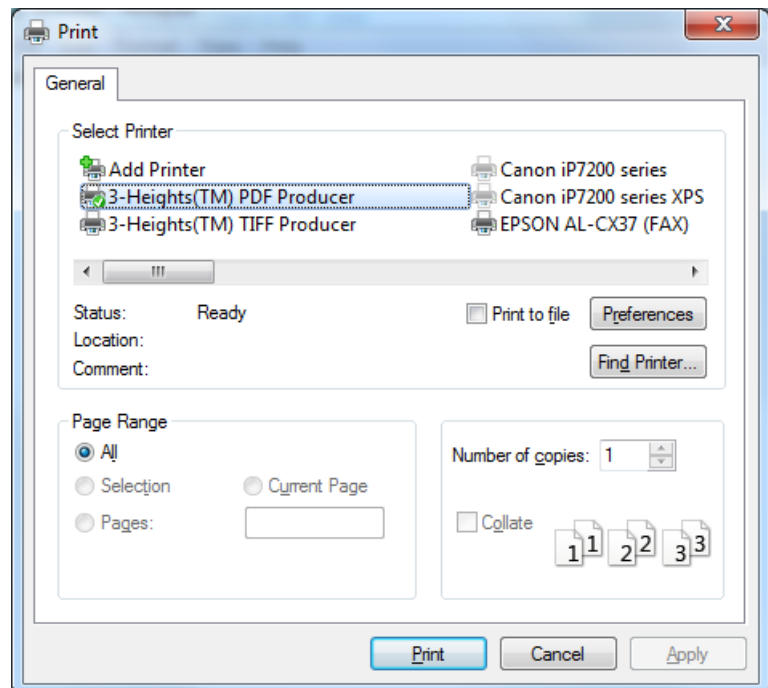 Print
General
Select Printer
Add Printer
3-Heights(TM) PDF Producer
3-Heights(TM) TIFF Producer
Canon iP7200 series
Canon iP7200 series XPS
EPSON AL-CX37 (FAX)
Status: Ready
Location:
Comment:
Print to file
Preferences
Find Printer...
Page Range
All
Selection
Current Page
Pages:
Number of copies: 1
Collate
1 1 2 2 3 3
Print
Cancel
Apply